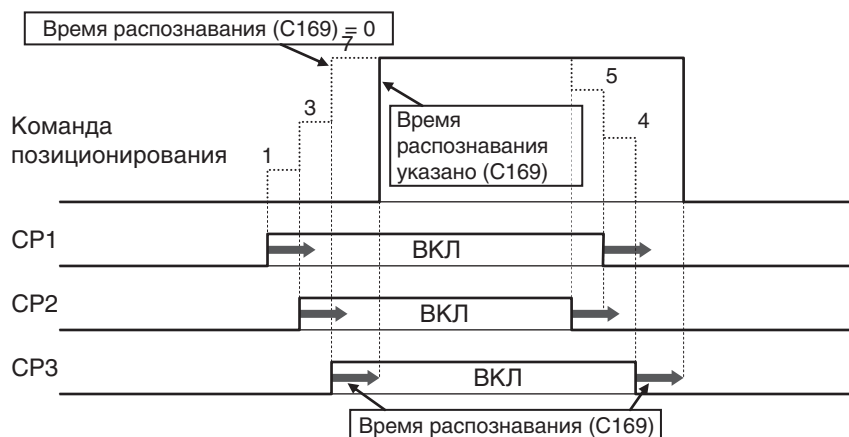 Время распознавания (C169) = 0
7
5
3
4
Команда
позиционирования
1
Время
распознавания
указано (C169)
CP1
ВКЛ
CP2
ВКЛ
CP3
ВКЛ
Время распознавания (C169)